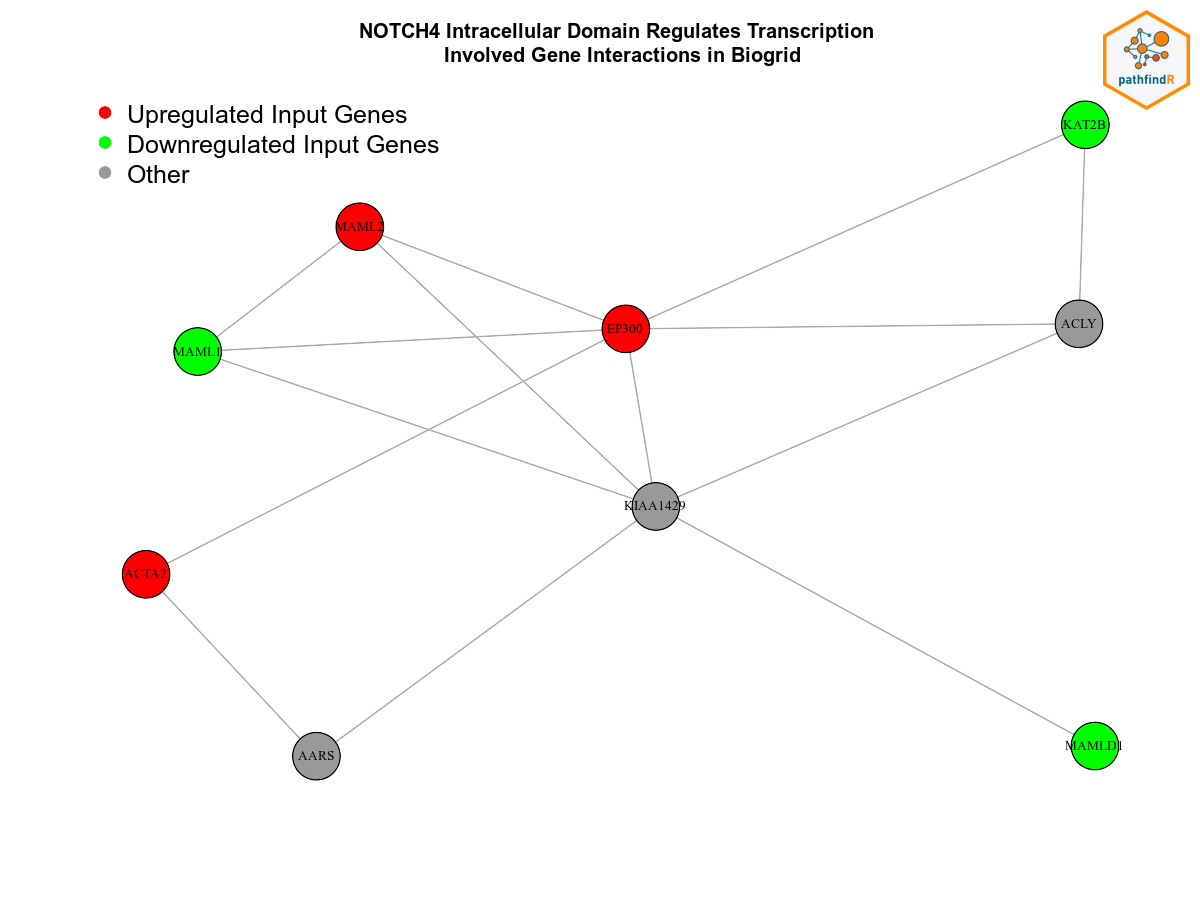 NOTCH4 Intracellular Domain Regulates Transcription
Involved Gene Interactions in Biogrid
pathfindR
Upregulated Input Genes
Downregulated Input Genes
Other
KAT2B
MAML2
EP300
ACLY
MAML1
KIAA1429
ACTA2
MAMLD1
AARS